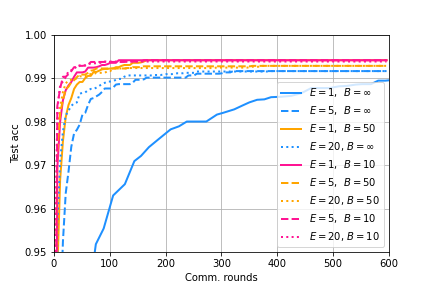 1.00
0.99
0.98
0.97
0.96
0.95
Test acc
0 100 200 300 400 500 600
Comm. rounds
E = 1, B = ∞
E = 5, B = ∞
E = 1, B = 50
E = 20, B = ∞
E = 1, B = 10
E = 5, B = 50
E = 20, B = 50
E = 5, B = 10
E = 20, B = 10